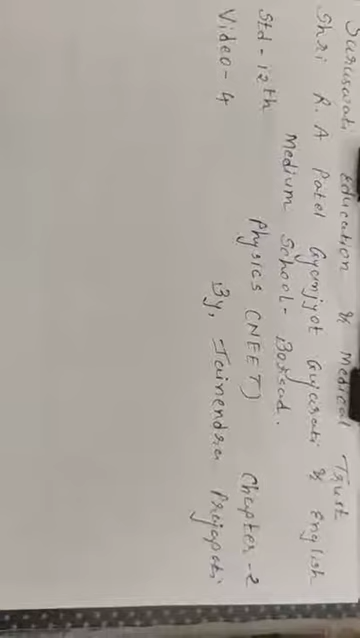 Saraswati Education & Medical Trust
Shri R.A Patel Gyanjyot Gujarati & English
Medium School - Borsad.
Std - 12th Physics (NEET) Chapter - 2
Video - 4 By, Jainendra Prajapati